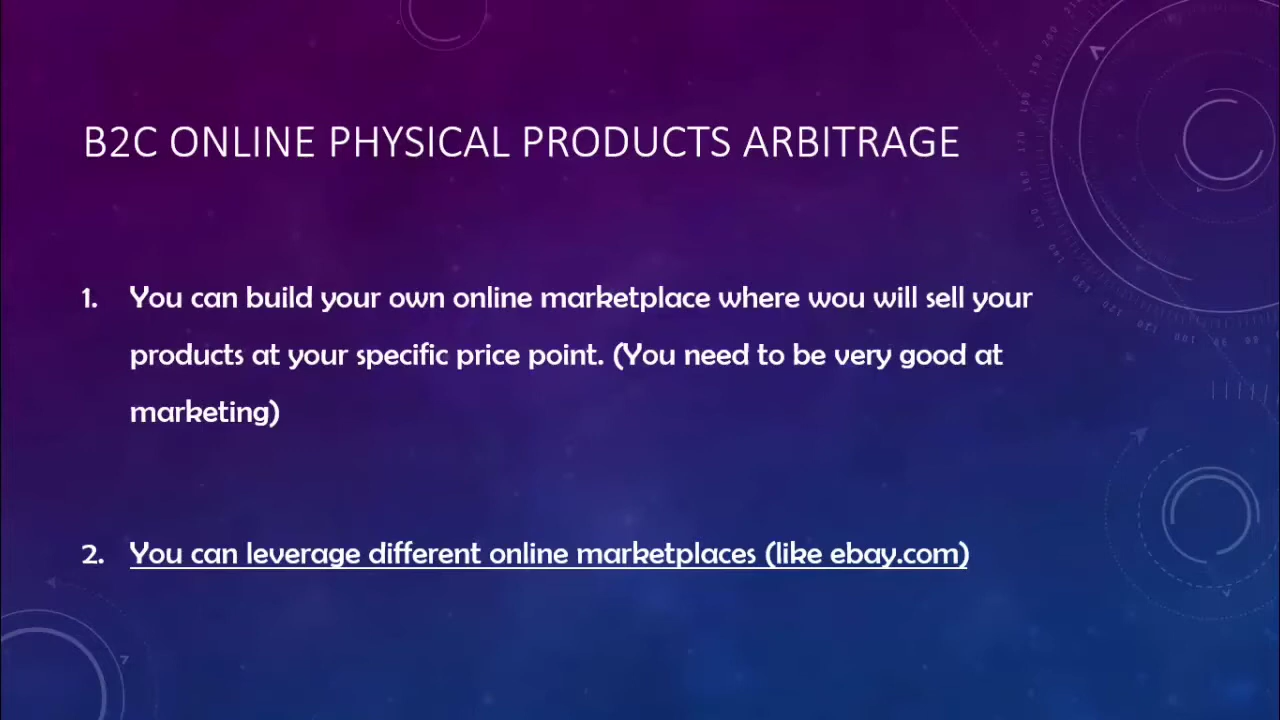 B2C ONLINE PHYSICAL PRODUCTS ARBITRAGE
1. You can build your own online marketplace where wou will sell your
products at your specific price point. (You need to be very good at
marketing)
2. You can leverage different online marketplaces (like ebay.com)